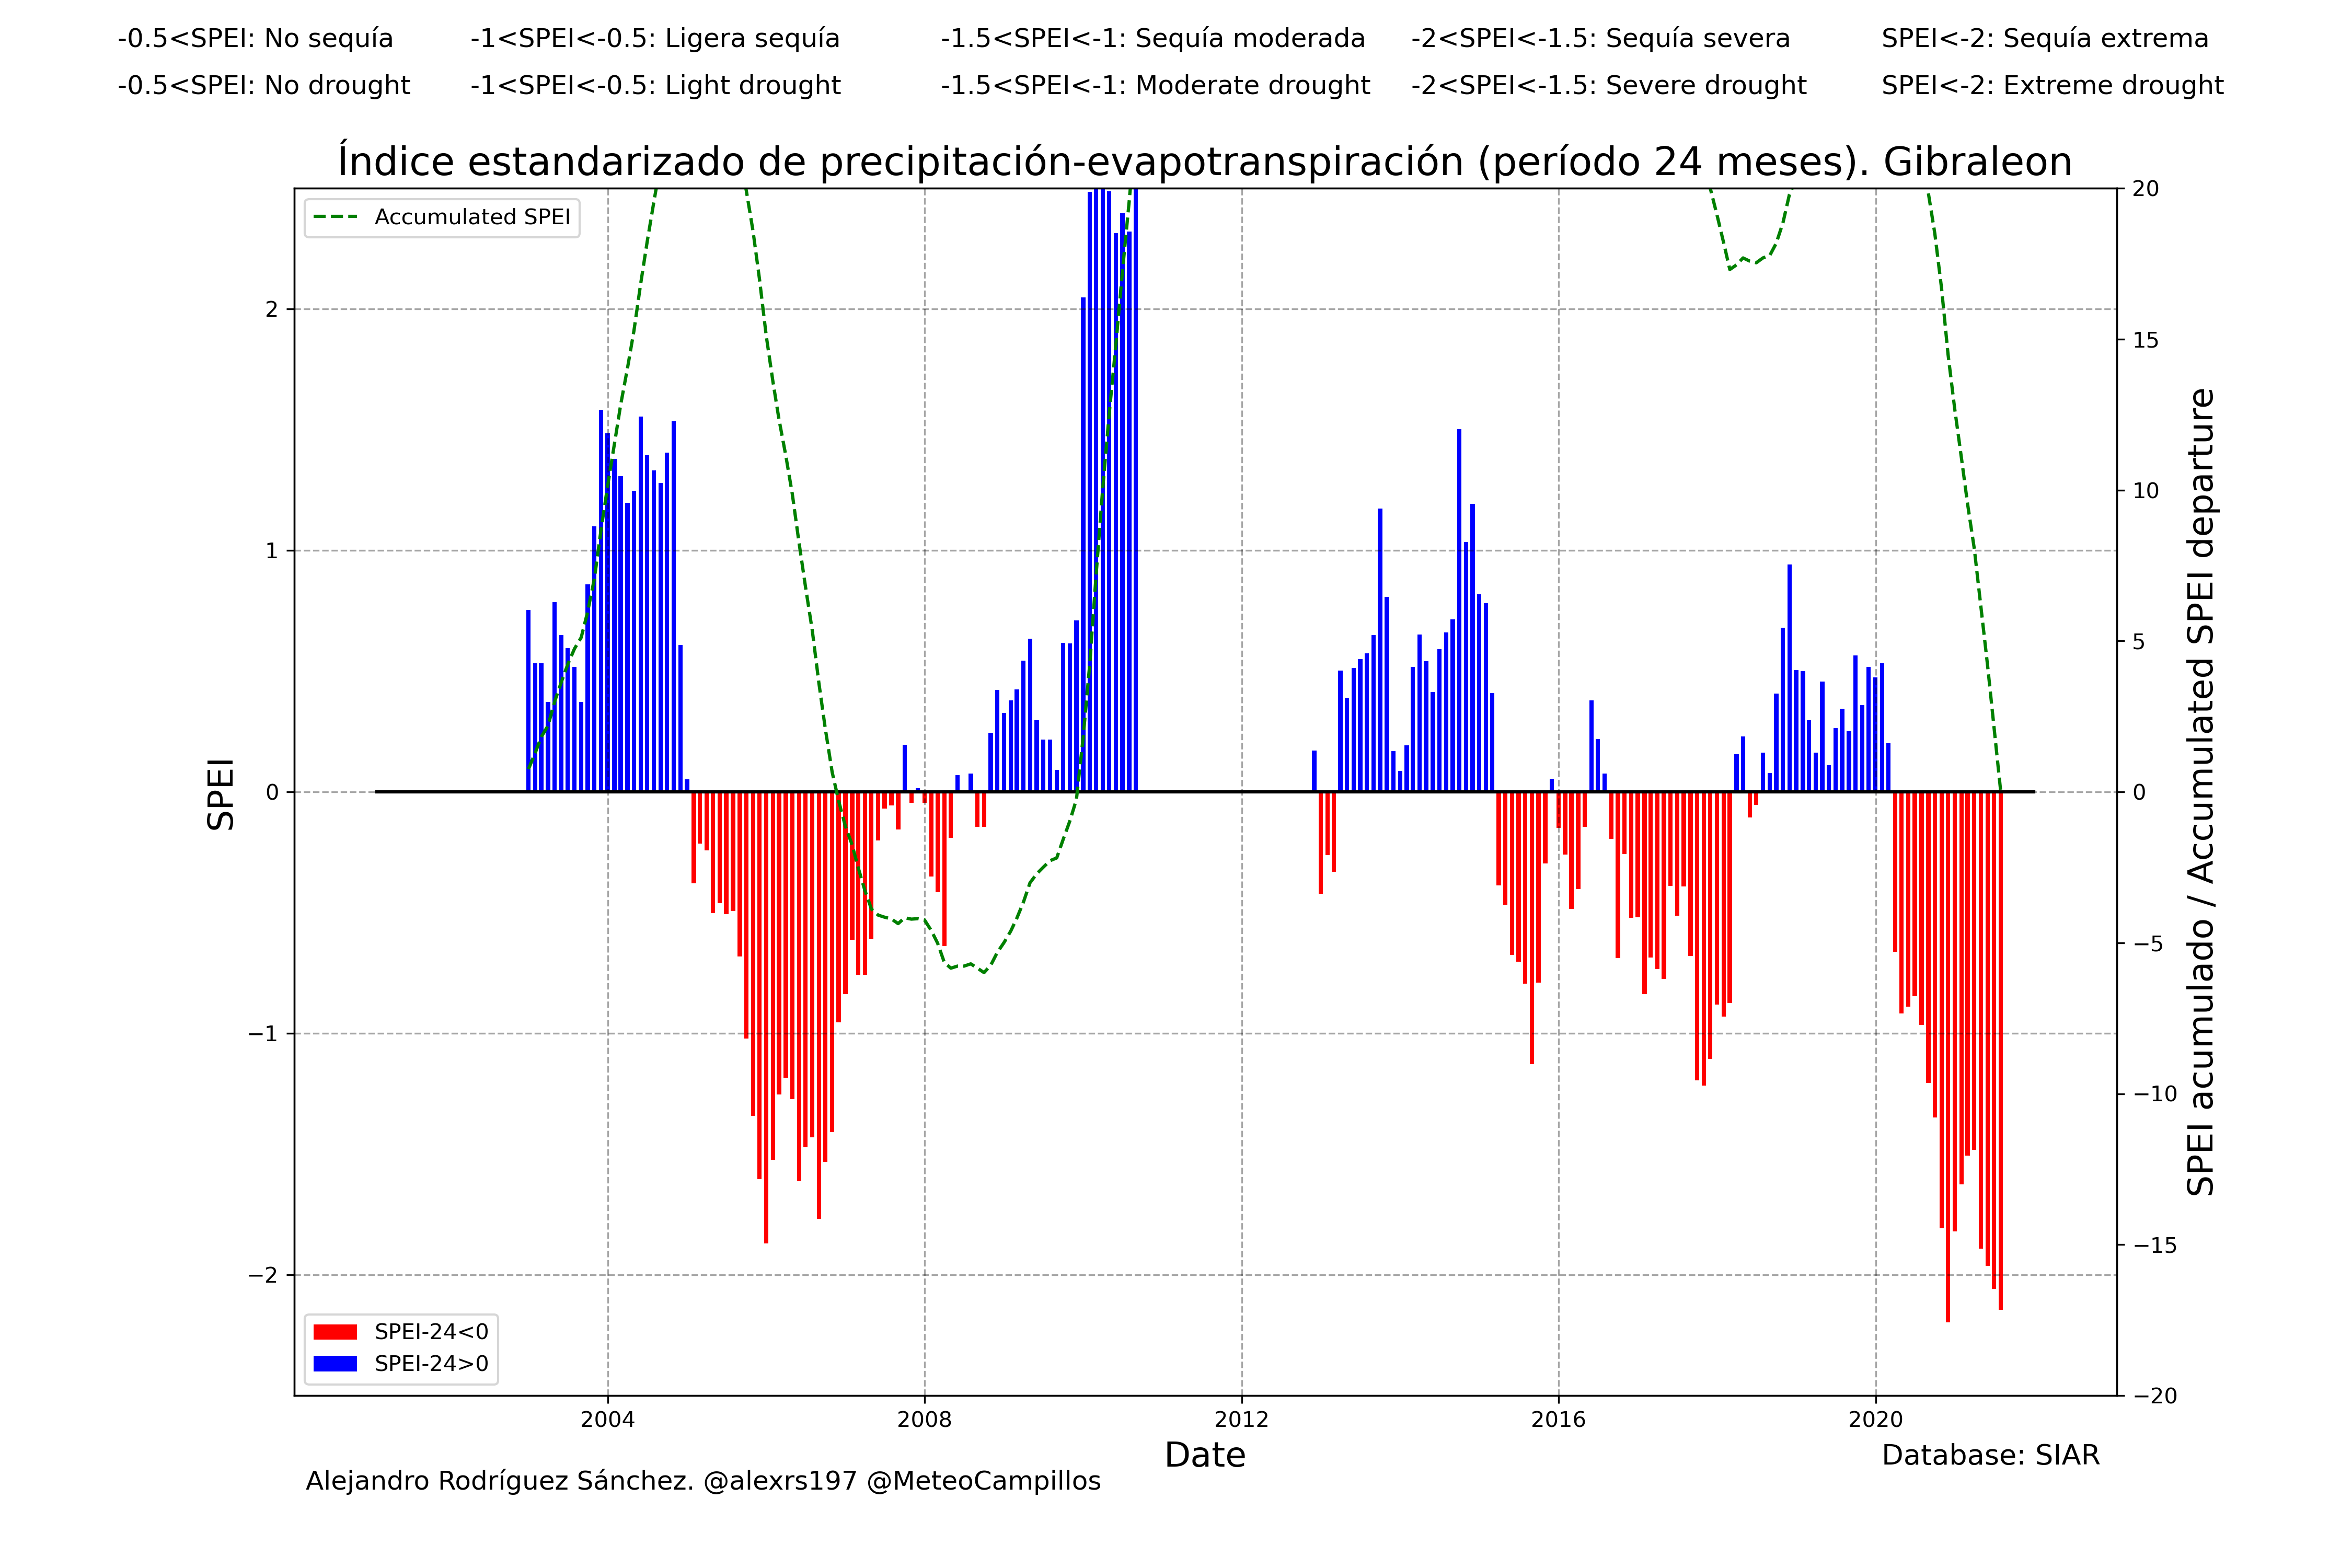 -0.5<SPEI: No sequía -1<SPEI<-0.5: Ligera sequía -1.5<SPEI<-1: Sequía moderada -2<SPEI<-1.5: Sequía severa SPEI<-2: Sequía extrema
-0.5<SPEI: No drought -1<SPEI<-0.5: Light drought -1.5<SPEI<-1: Moderate drought -2<SPEI<-1.5: Severe drought SPEI<-2: Extreme drought
Índice estandarizado de precipitación-evapotranspiración (período 24 meses). Gibraleon
Accumulated SPEI
2
1
0
−1
−2
SPEI
20
15
10
5
0
−5
−10
−15
−20
SPEI acumulado / Accumulated SPEI departure
SPEI-24<0
SPEI-24>0
2004 2008 2012 2016 2020
Date
Database: SIAR
Alejandro Rodríguez Sánchez. @alexrs197 @MeteoCampillos